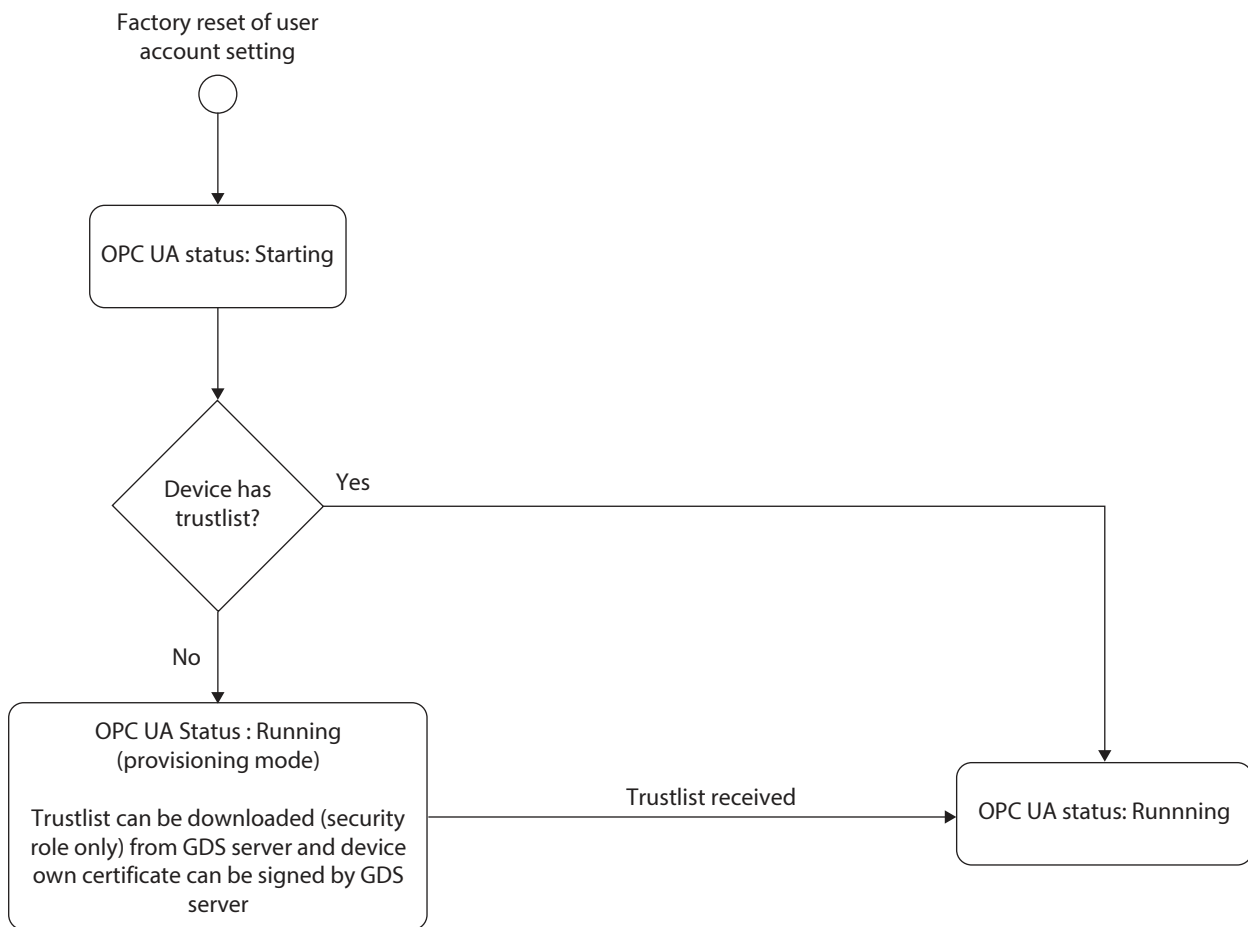 Factory reset of user
account setting
OPC UA status: Starting
Device has
trustlist?
Yes
No
OPC UA Status : Running
(provisioning mode)
Trustlist can be downloaded (security
role only) from GDS server and device
own certificate can be signed by GDS
server
Trustlist received
OPC UA status: Runnning